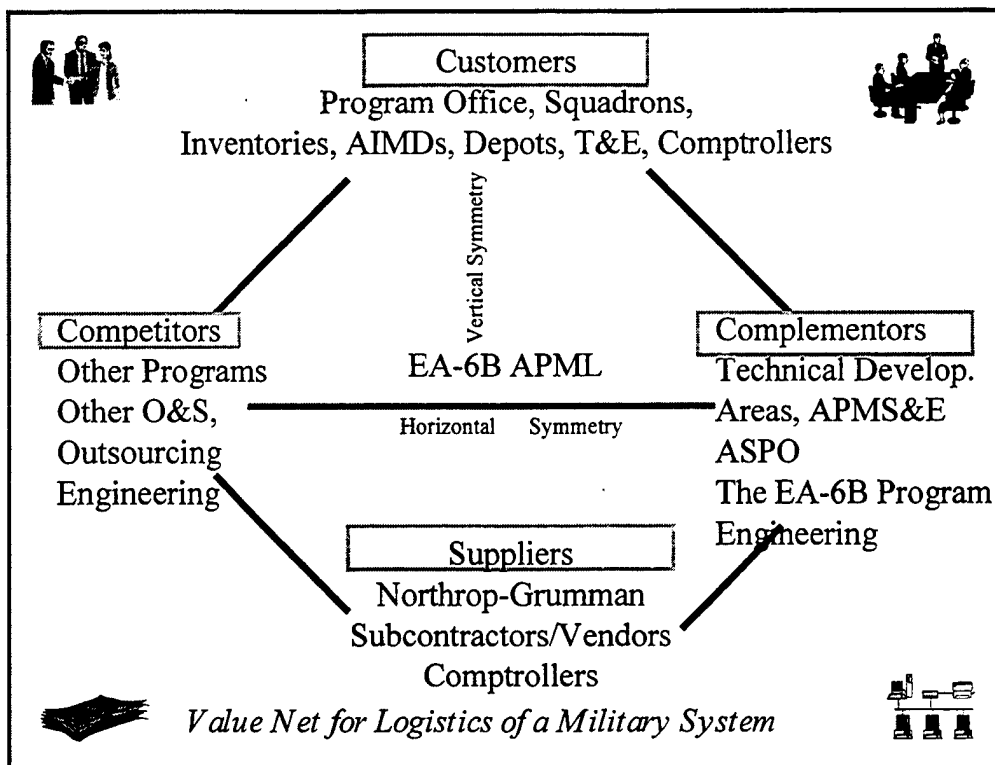 Customers
Program Office, Squadrons,
Inventories, AIMDs, Depots, T&E, Comptrollers
Vertical Symmetry
Competitors
Other Programs
Other O&S,
Outsourcing
Engineering
EA-6B APML
Horizontal Symmetry
Complementors
Technical Develop.
Areas, APMS&E
ASPO
The EA-6B Program
Engineering
Suppliers
Northrop-Grumman
Subcontractors/Vendors
Comptrollers
Value Net for Logistics of a Military System